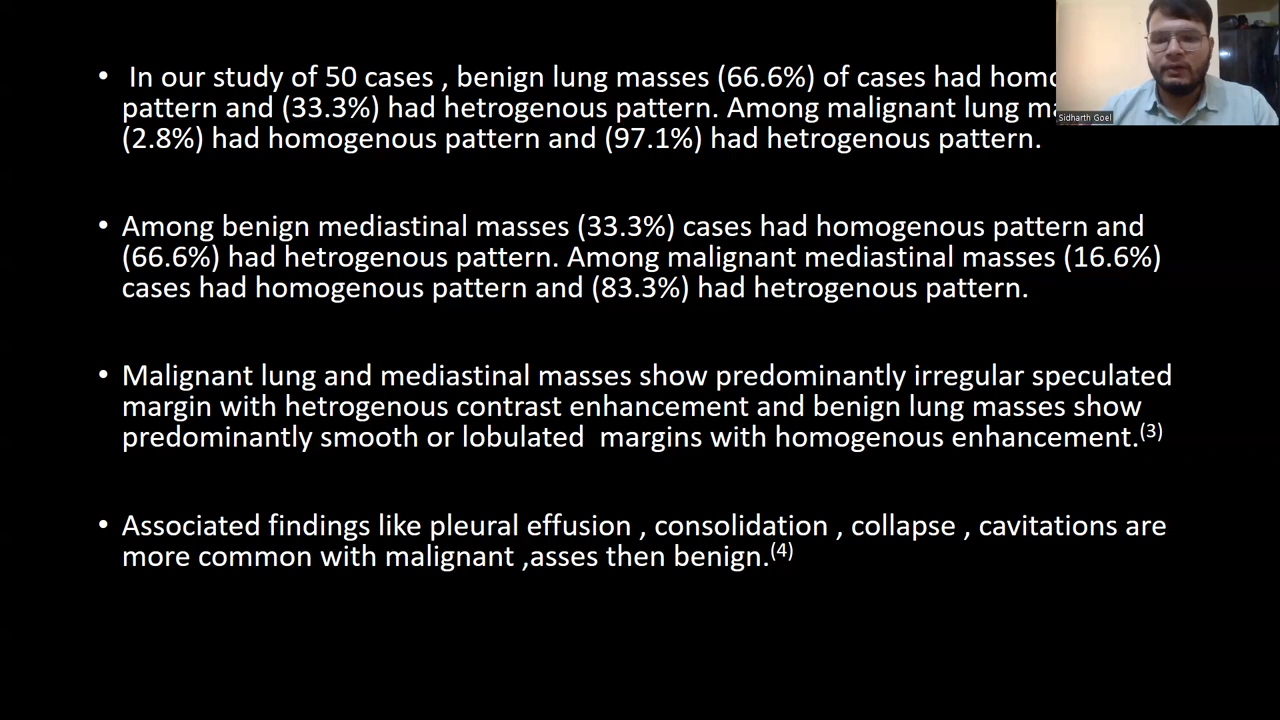 • In our study of 50 cases , benign lung masses (66.6%) of cases had
pattern and (33.3%) had hetrogenous pattern. Among malignant lung
(2.8%) had homogenous pattern and (97.1%) had hetrogenous pattern.
• Among benign mediastinal masses (33.3%) cases had homogenous pattern and
(66.6%) had hetrogenous pattern. Among malignant mediastinal masses (16.6%)
cases had homogenous pattern and (83.3%) had hetrogenous pattern.
• Malignant lung and mediastinal masses show predominantly irregular speculated
margin with hetrogenous contrast enhancement and benign lung masses show
predominantly smooth or lobulated margins with homogenous enhancement.(3)
• Associated findings like pleural effusion , consolidation , collapse , cavitations are
more common with malignant ,asses then benign.(4)
Sidharth Goel